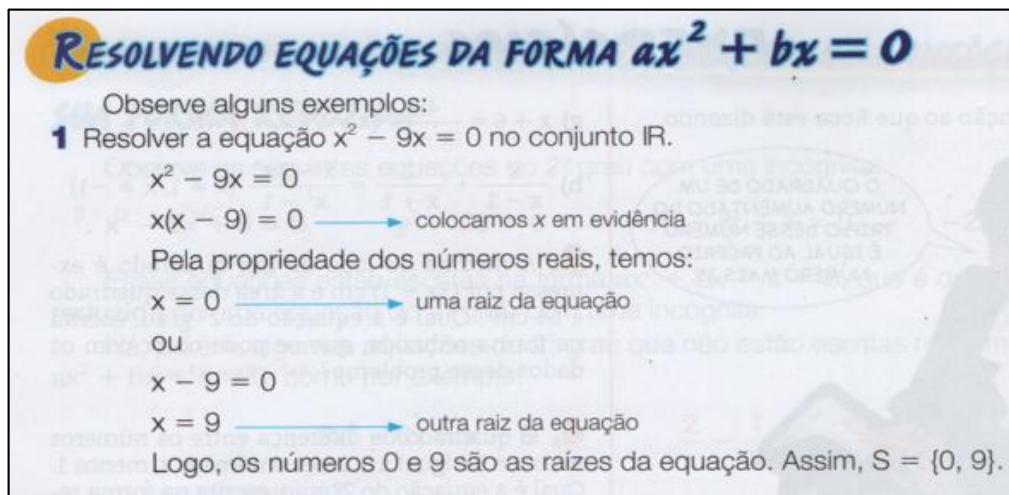 RESOLVENDO EQUAÇÕES DA FORMA ax² + bx = 0
Observe alguns exemplos:
1 Resolver a equação x² − 9x = 0 no conjunto IR.
x² − 9x = 0
x(x − 9) = 0 → colocamos x em evidência
Pela propriedade dos números reais, temos:
x = 0 → uma raiz da equação
ou
x − 9 = 0
x = 9 → outra raiz da equação
Logo, os números 0 e 9 são as raízes da equação. Assim, S = {0, 9}.